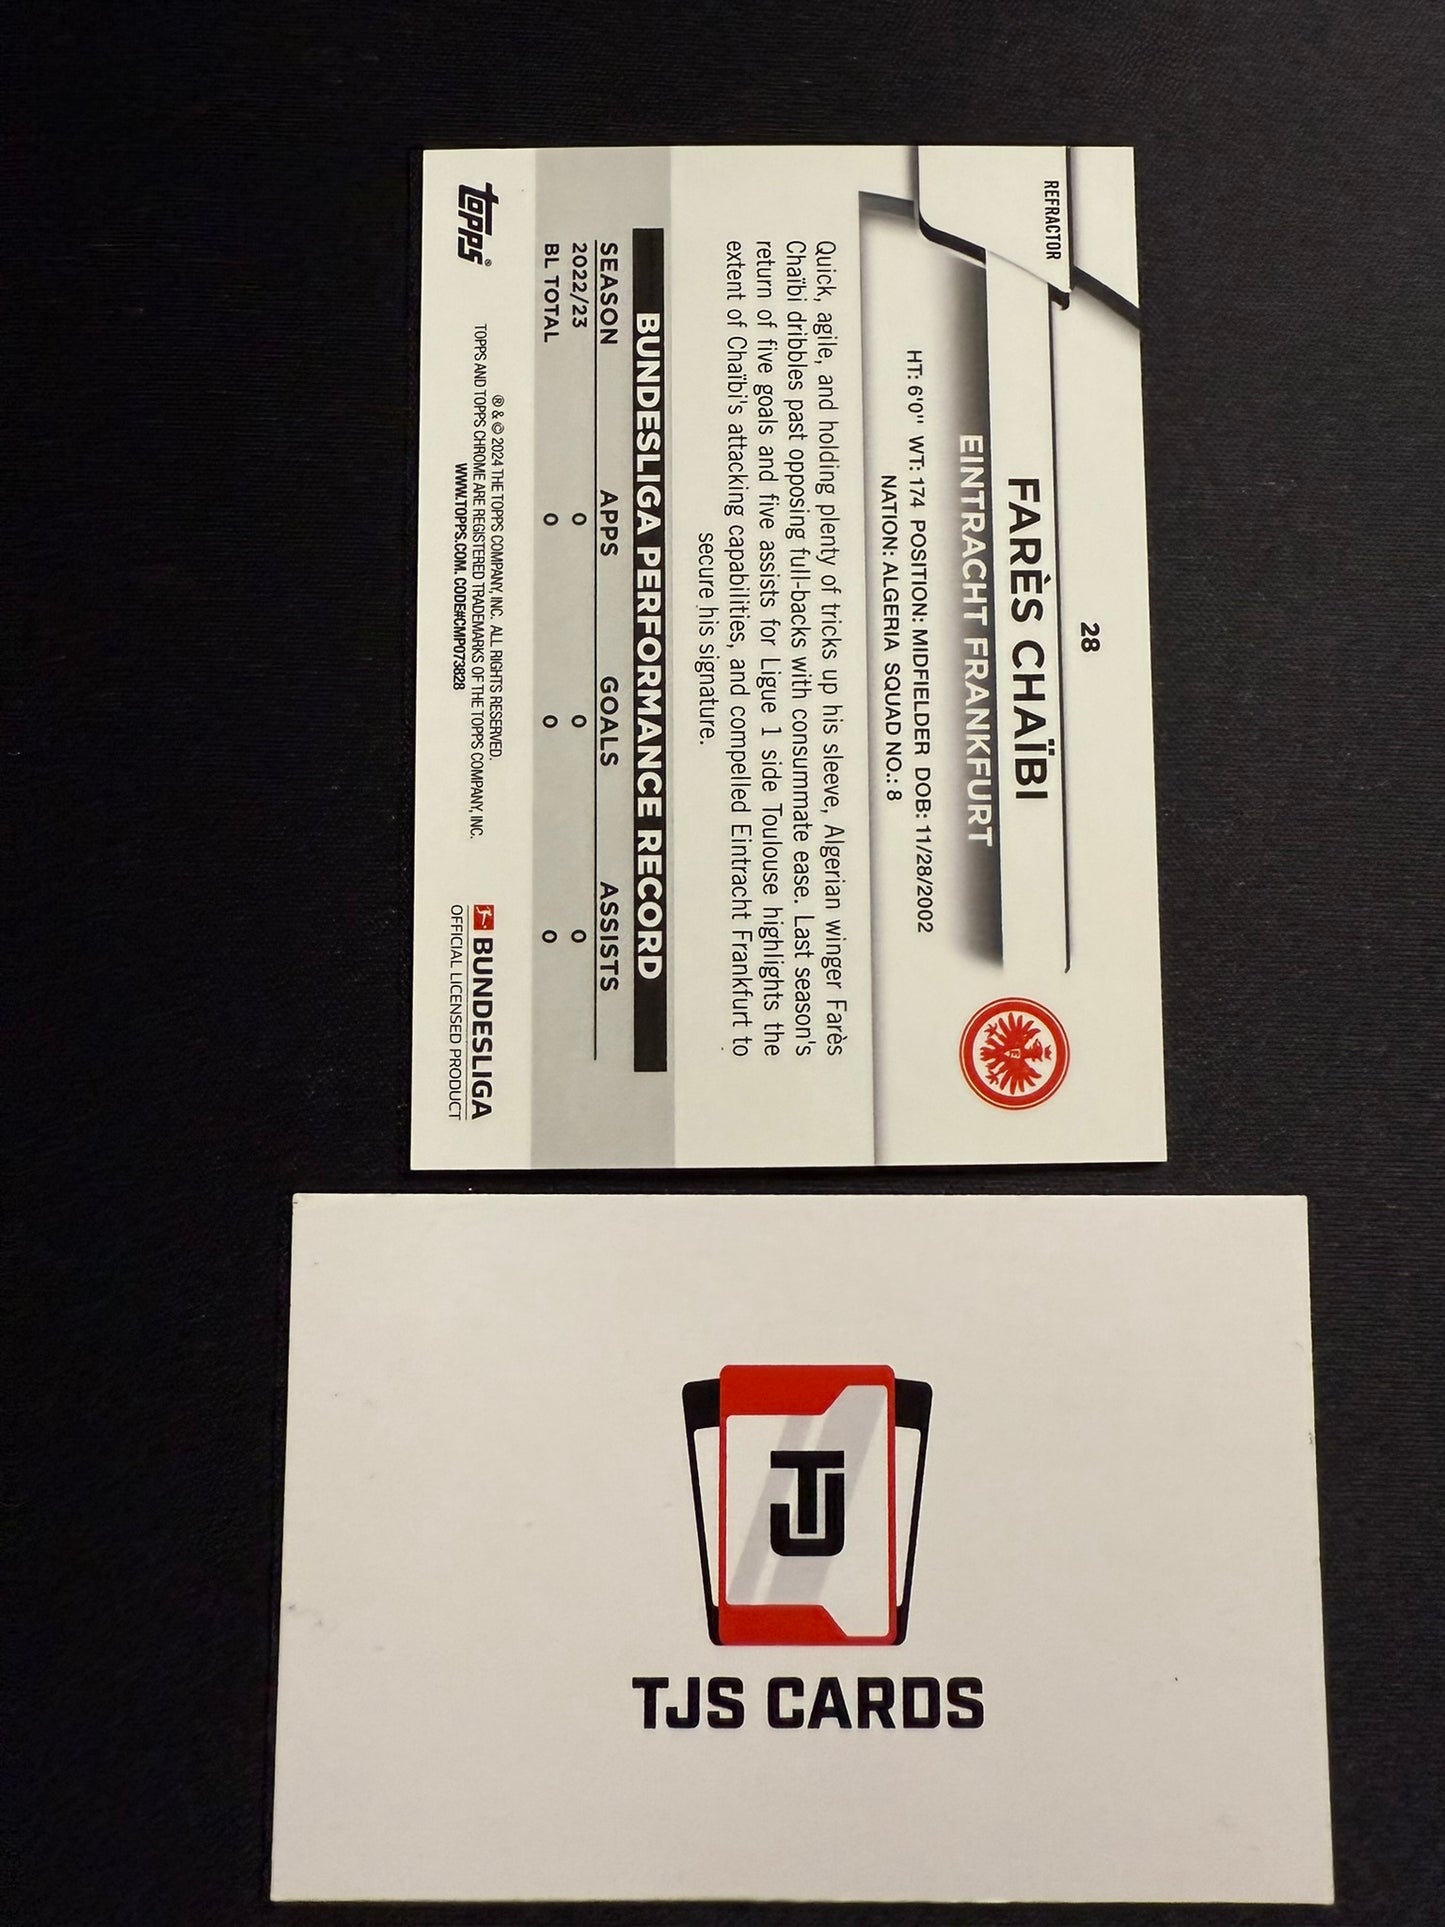 28
REFRACTOR
FARÈS CHAÏBI
EINTRACHT FRANKFURT
HT: 6'0" WT: 174 POSITION: MIDFIELDER DOB: 11/28/2002
NATION: ALGERIA SQUAD NO.: 8
Quick, agile, and holding plenty of tricks up his sleeve, Algerian winger Farès
Chaïbi dribbles past opposing full-backs with consummate ease. Last season's
return of five goals and five assists for Ligue 1 side Toulouse highlights the
extent of Chaïbi's attacking capabilities, and compelled Eintracht Frankfurt to
secure his signature.
BUNDESLIGA PERFORMANCE RECORD
SEASON APPS GOALS ASSISTS
2022/23 0 0 0
BL TOTAL 0 0 0
topps®
® & © 2024 THE TOPPS COMPANY, INC. ALL RIGHTS RESERVED.
TOPPS AND TOPPS CHROME ARE REGISTERED TRADEMARKS OF THE TOPPS COMPANY, INC.
WWW.TOPPS.COM. CODE#CMP073828
BUNDESLIGA
OFFICIAL LICENSED PRODUCT
TJ
TJS CARDS